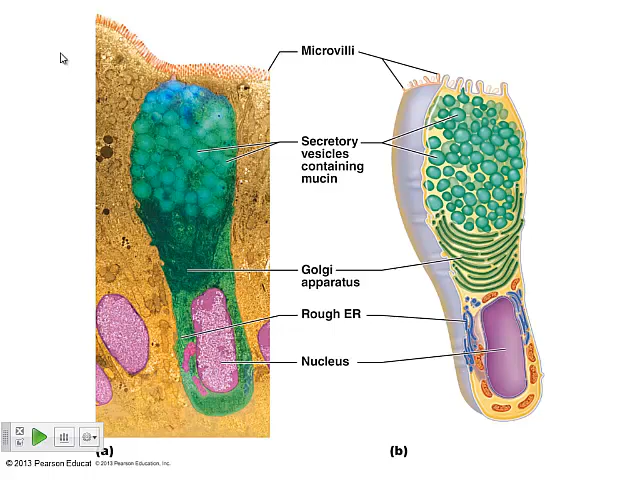 Microvilli
Secretory
vesicles
containing
mucin
Golgi
apparatus
Rough ER
Nucleus
(a)
(b)
© 2013 Pearson Educat
© 2013 Pearson Education, Inc.